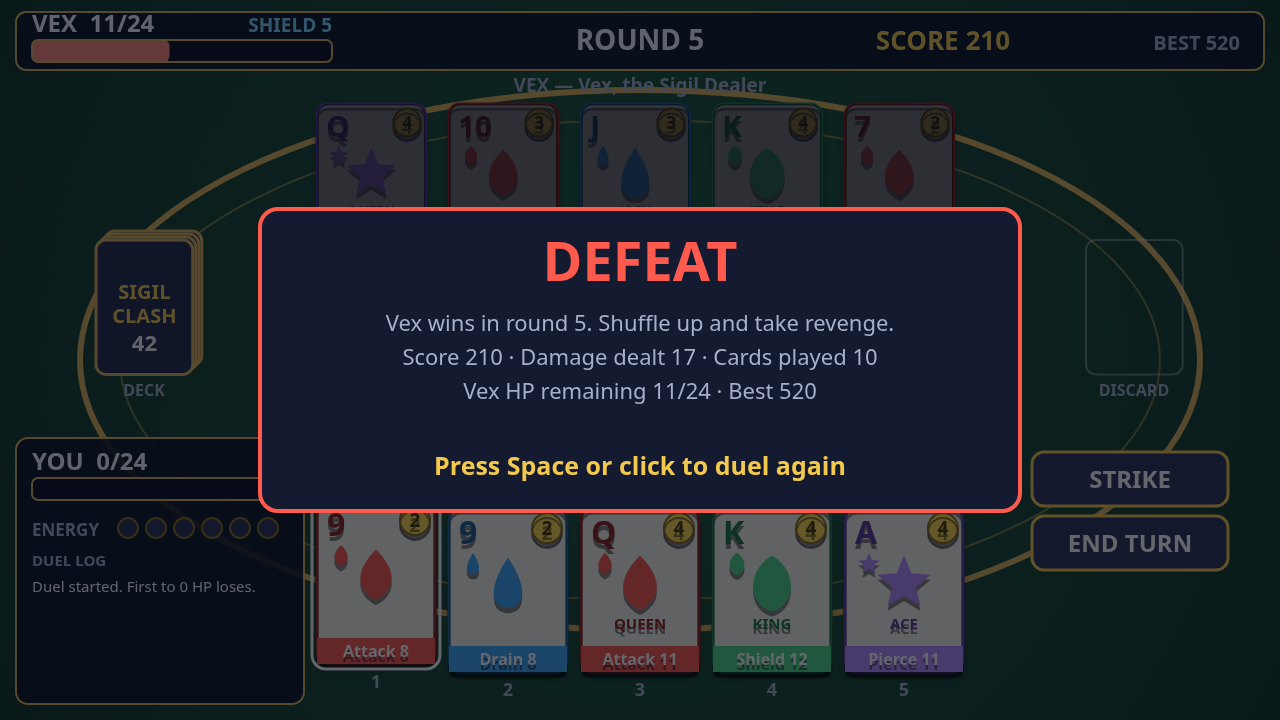 VEX 11/24
SHIELD 5
ROUND 5
SCORE 210
BEST 520
VEX — Vex, the Sigil Dealer
Q 4
10 3
J 3
K 4
7 2
SIGIL
CLASH
42
DECK
DISCARD
DEFEAT
Vex wins in round 5. Shuffle up and take revenge.
Score 210 · Damage dealt 17 · Cards played 10
Vex HP remaining 11/24 · Best 520
Press Space or click to duel again
YOU 0/24
ENERGY
DUEL LOG
Duel started. First to 0 HP loses.
STRIKE
END TURN
9 2
Attack 8
1
9 2
Drain 8
2
Q 4
QUEEN
Attack 11
3
K 4
KING
Shield 12
4
A 4
ACE
Pierce 11
5